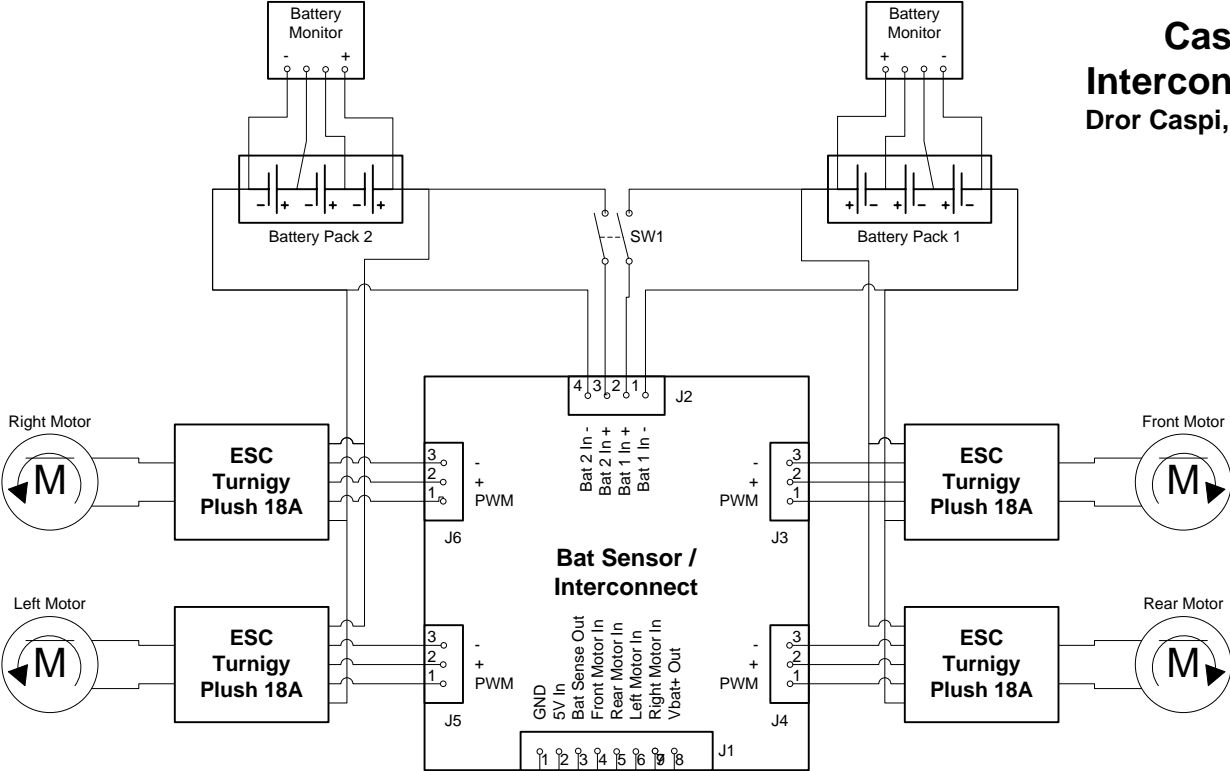 Battery
Monitor
- +
Battery
Monitor
+ -
Cas
Intercon
Dror Caspi,
- + - + - +
Battery Pack 2
+ - + - + -
Battery Pack 1
SW1
4 3 2 1
J2
Bat 2 In -
Bat 2 In +
Bat 1 In +
Bat 1 In -
Right Motor
M
ESC
Turnigy
Plush 18A
3 -
2 +
1 PWM
J6
Front Motor
M
ESC
Turnigy
Plush 18A
- 3
+ 2
PWM 1
J3
Bat Sensor /
Interconnect
Left Motor
M
ESC
Turnigy
Plush 18A
3 -
2 +
1 PWM
J5
Rear Motor
M
ESC
Turnigy
Plush 18A
- 3
+ 2
PWM 1
J4
GND
5V In
Bat Sense Out
Front Motor In
Rear Motor In
Left Motor In
Right Motor In
Vbat+ Out
J1
1 2 3 4 5 6 8